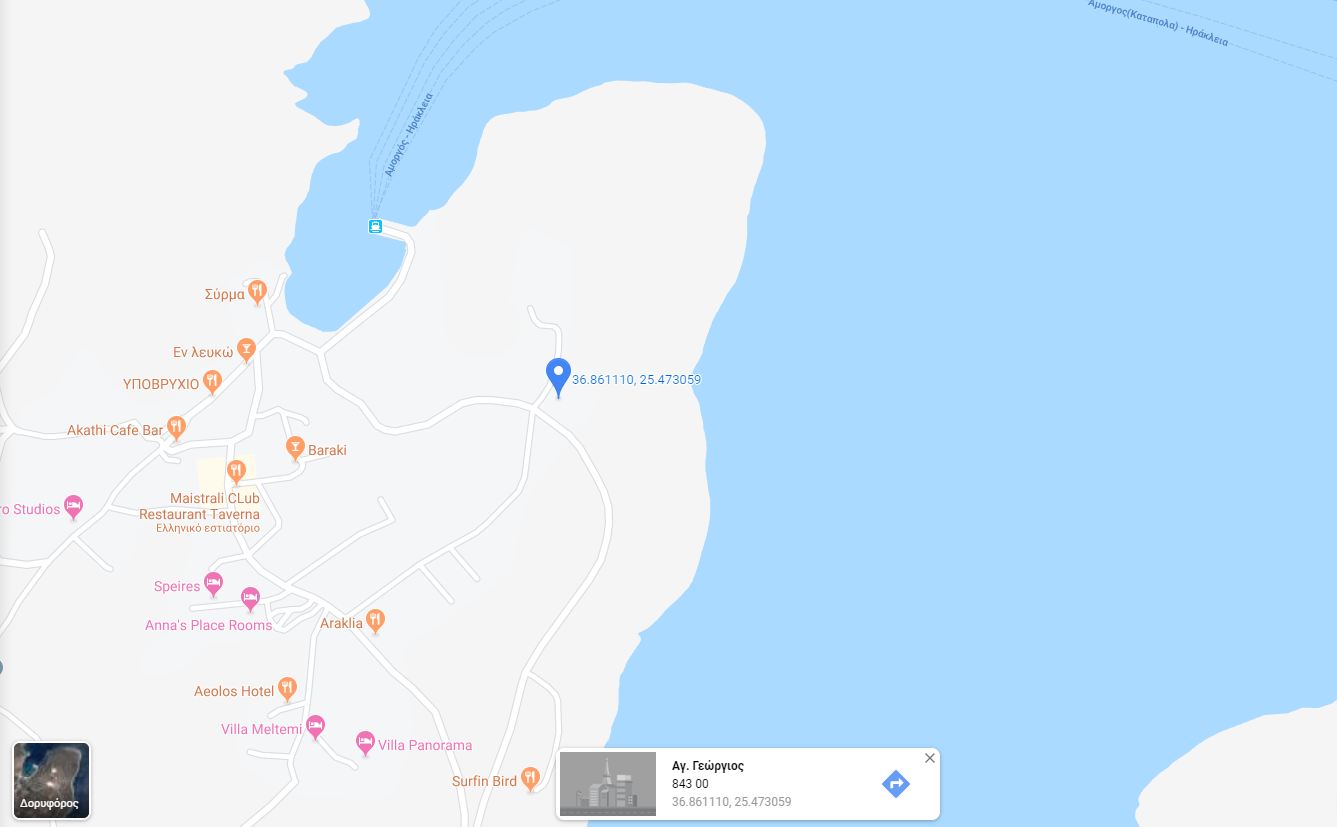 Αμοργος(Καταπολα) - Ηράκλεια
Αμοργός - Ηράκλεια
Σύρμα
Εν λευκώ
36.861110, 25.473059
ΥΠΟΒΡΥΧΙΟ
Akathi Cafe Bar
Baraki
Maistrali CLub
Restaurant Taverna
Ελληνικό εστιατόριο
ro Studios
Speires
Anna's Place Rooms
Araklia
Aeolos Hotel
Villa Meltemi
Villa Panorama
Surfin Bird
Δορυφόρος
Αγ. Γεώργιος
843 00
36.861110, 25.473059